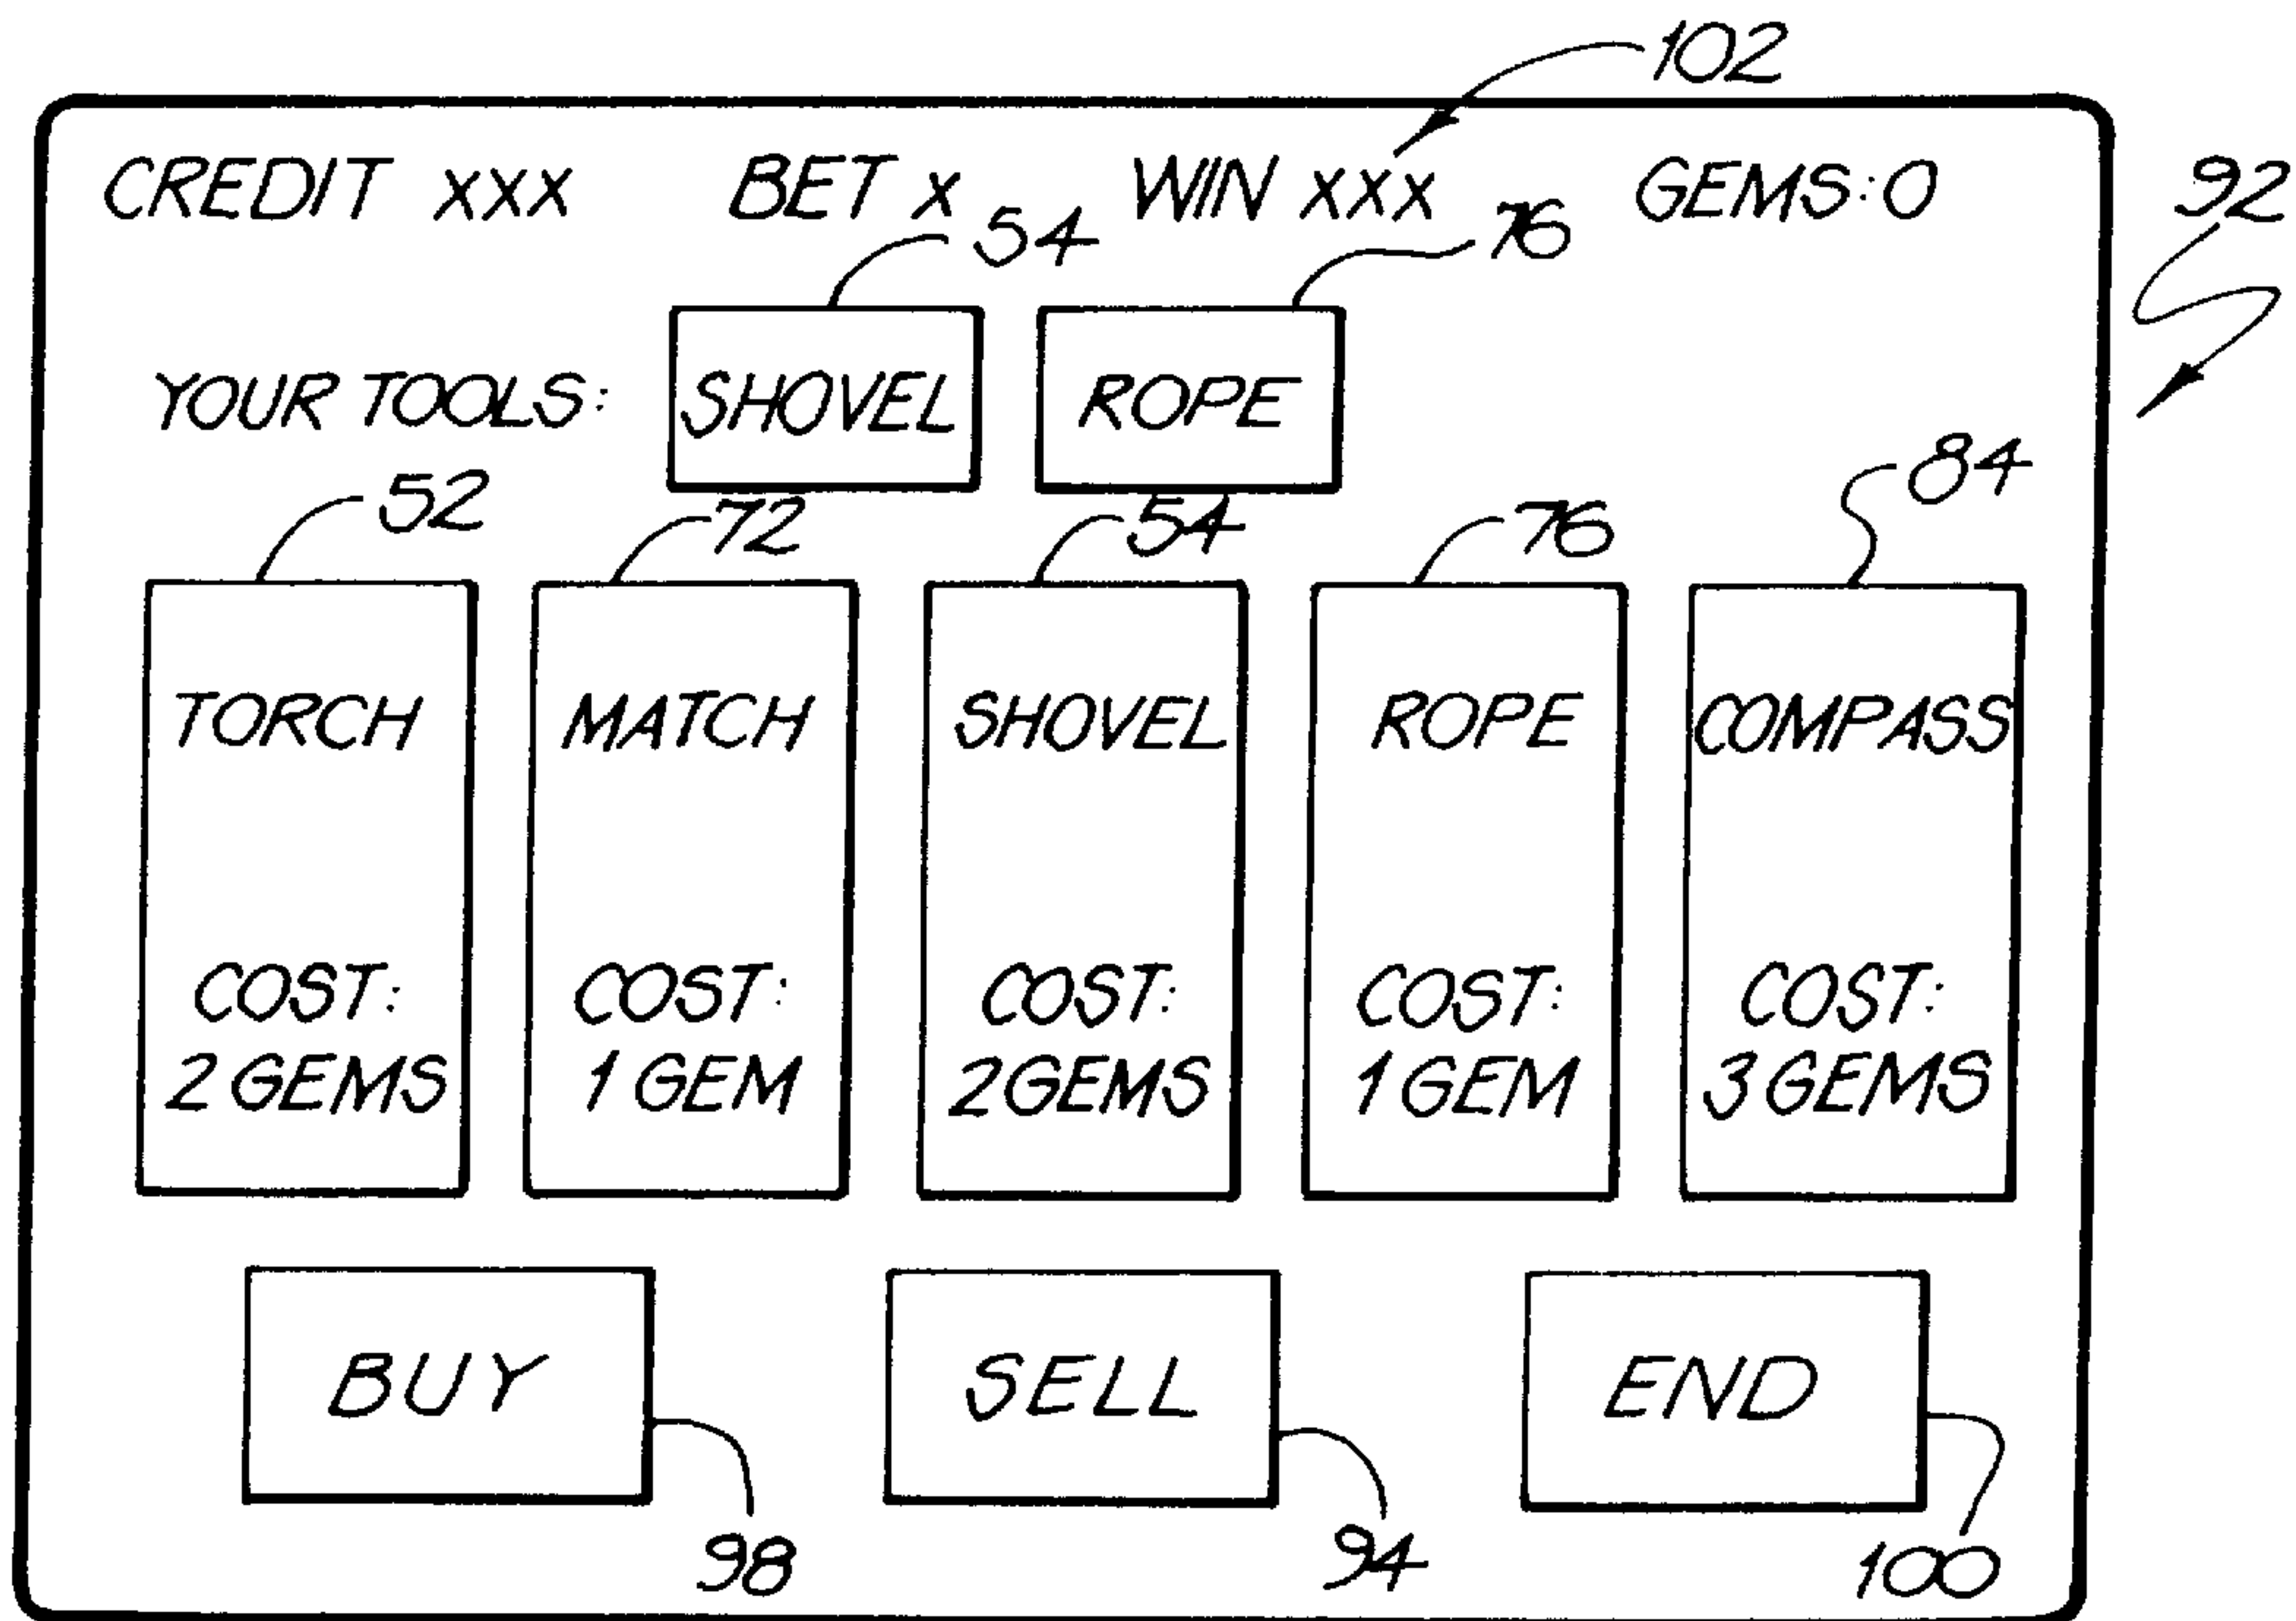 102
CREDIT xxx BET x WIN xxx GEMS:0 92
54 76
YOUR TOOLS: SHOVEL ROPE
52 72 54 76 84
TORCH MATCH SHOVEL ROPE COMPASS
COST: COST: COST: COST: COST:
2 GEMS 1 GEM 2 GEMS 1 GEM 3 GEMS
BUY SELL END
98 94 100